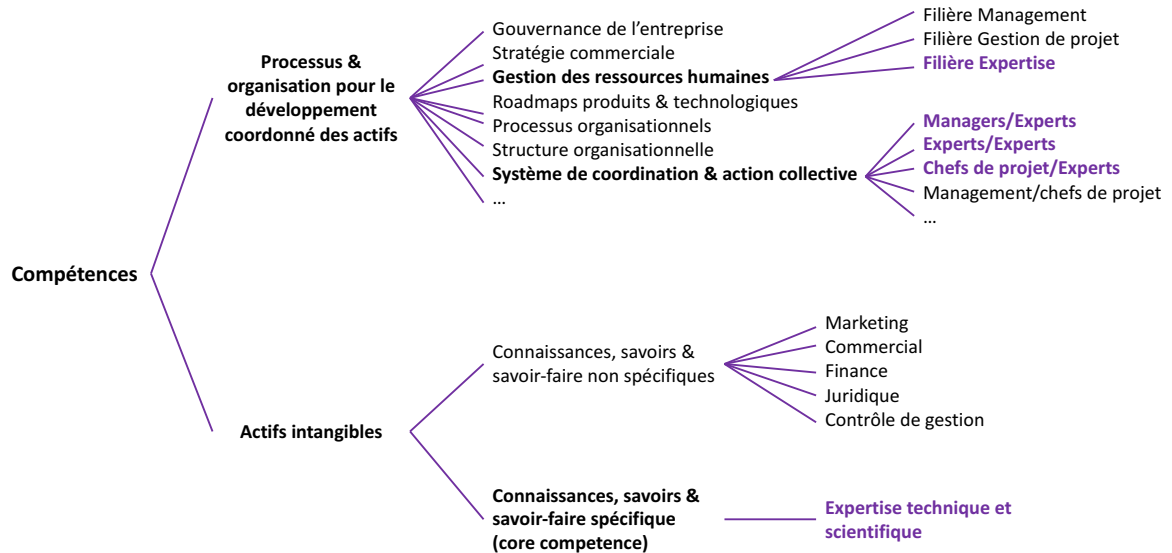 Compétences
Processus &
organisation pour le
développement
coordonné des actifs
Gouvernance de l’entreprise
Stratégie commerciale
Gestion des ressources humaines
Roadmaps produits & technologiques
Processus organisationnels
Structure organisationnelle
Système de coordination & action collective
…
Filière Management
Filière Gestion de projet
Filière Expertise
Managers/Experts
Experts/Experts
Chefs de projet/Experts
Management/chefs de projet
…
Actifs intangibles
Connaissances, savoirs &
savoir-faire non spécifiques
Marketing
Commercial
Finance
Juridique
Contrôle de gestion
Connaissances, savoirs &
savoir-faire spécifique
(core competence)
Expertise technique et
scientifique